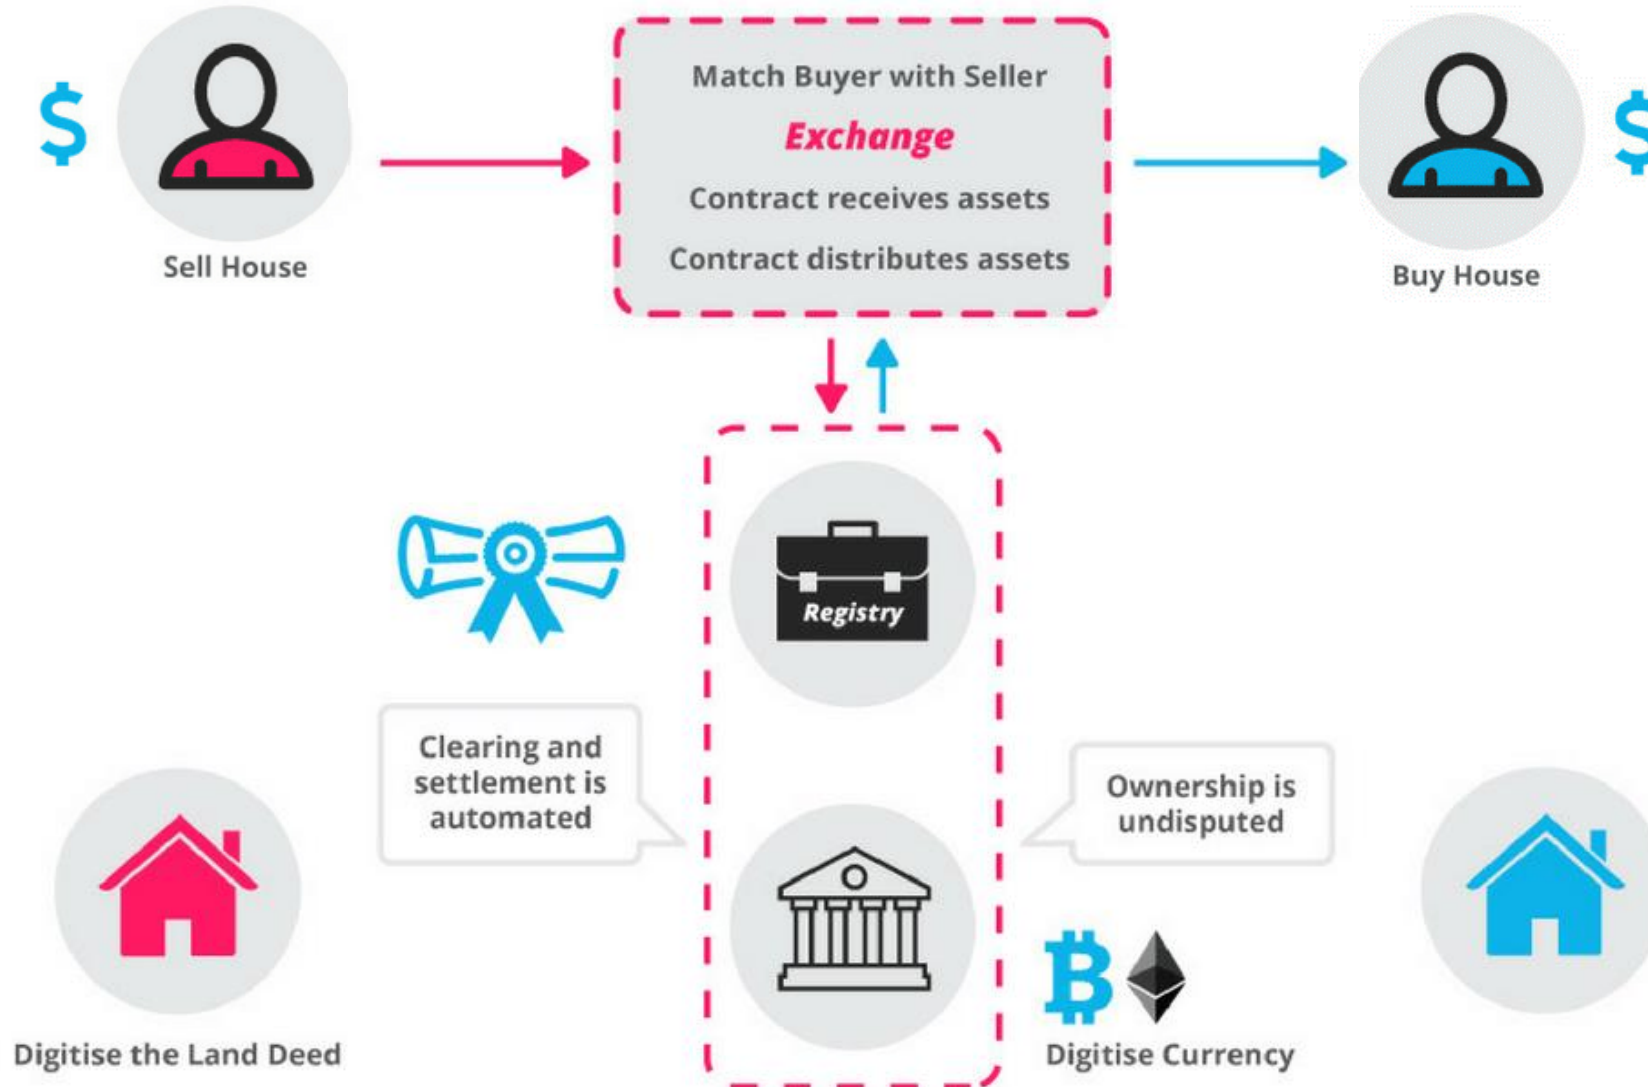 $
$
Match Buyer with Seller
Exchange
Contract receives assets
Contract distributes assets
Sell House
Buy House
Registry
Clearing and
settlement is
automated
Ownership is
undisputed
Digitise the Land Deed
Digitise Currency